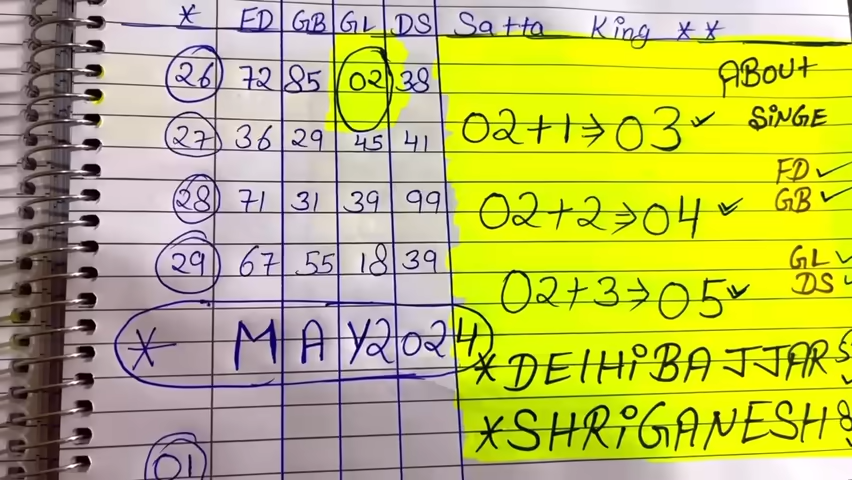 * FD GB GL DS Satta King **
26 72 85 02 38
ABOUT
27 36 29 45 41
02+1⇒03✓
SiNGE
28 71 31 39 99
02+2⇒04✓
FD✓
GB✓
29 67 55 18 39
02+3⇒05✓
GL✓
DS✓
* MAY2024
*DElHiBAJJAR
*SHRiGANESH
01